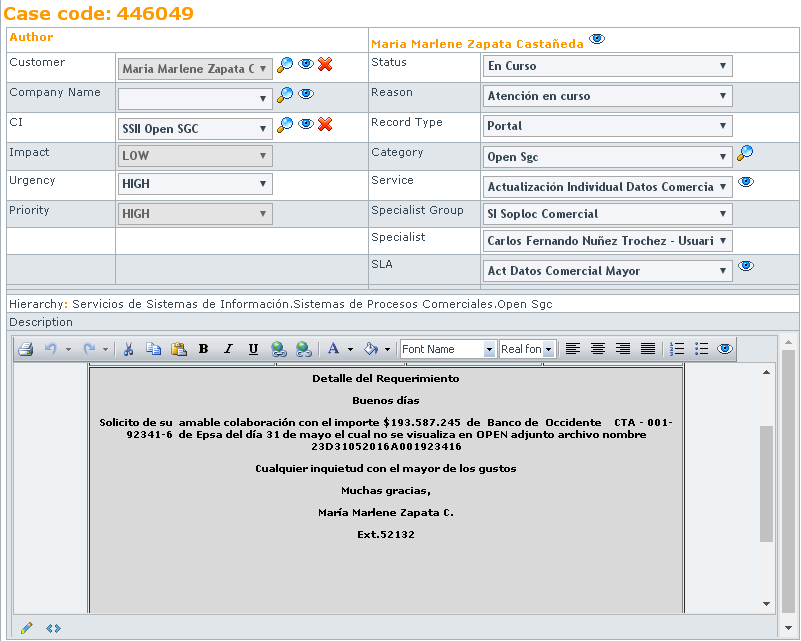 Case code: 446049
Author
Maria Marlene Zapata Castañeda
Customer
Maria Marlene Zapata C
Status
En Curso
Company Name
Reason
Atención en curso
CI
SSII Open SGC
Record Type
Portal
Impact
LOW
Category
Open Sgc
Urgency
HIGH
Service
Actualización Individual Datos Comercia
Priority
HIGH
Specialist Group
SI Soploc Comercial
Specialist
Carlos Fernando Nuñez Trochez - Usuari
SLA
Act Datos Comercial Mayor
Hierarchy: Servicios de Sistemas de Información.Sistemas de Procesos Comerciales.Open Sgc
Description
B I U A Font Name Real fon
Detalle del Requerimiento
Buenos días
Solicito de su amable colaboración con el importe $193.587.245 de Banco de Occidente CTA - 001-
92341-6 de Epsa del día 31 de mayo el cual no se visualiza en OPEN adjunto archivo nombre
23D31052016A001923416
Cualquier inquietud con el mayor de los gustos
Muchas gracias,
María Marlene Zapata C.
Ext.52132